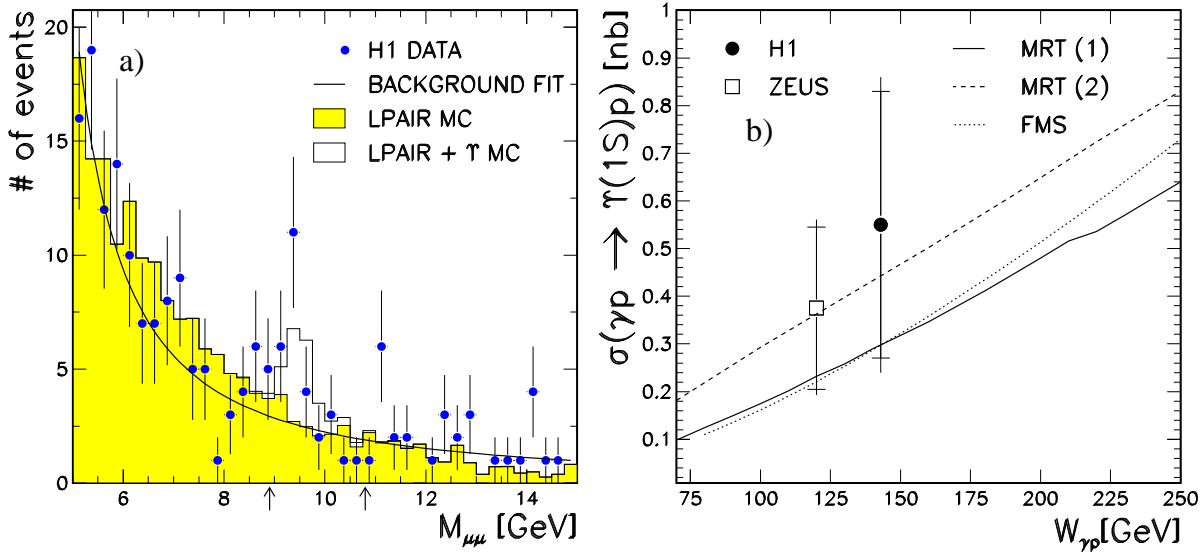 20
15
10
5
0
# of events
a)
H1 DATA
BACKGROUND FIT
LPAIR MC
LPAIR + ϒ MC
6 8 10 12 14
M_μμ [GeV]
1
0.9
0.8
0.7
0.6
0.5
0.4
0.3
0.2
0.1
σ(γp → ϒ(1S)p) [nb]
H1
ZEUS
b)
MRT (1)
MRT (2)
FMS
75 100 125 150 175 200 225 250
W_γp[GeV]